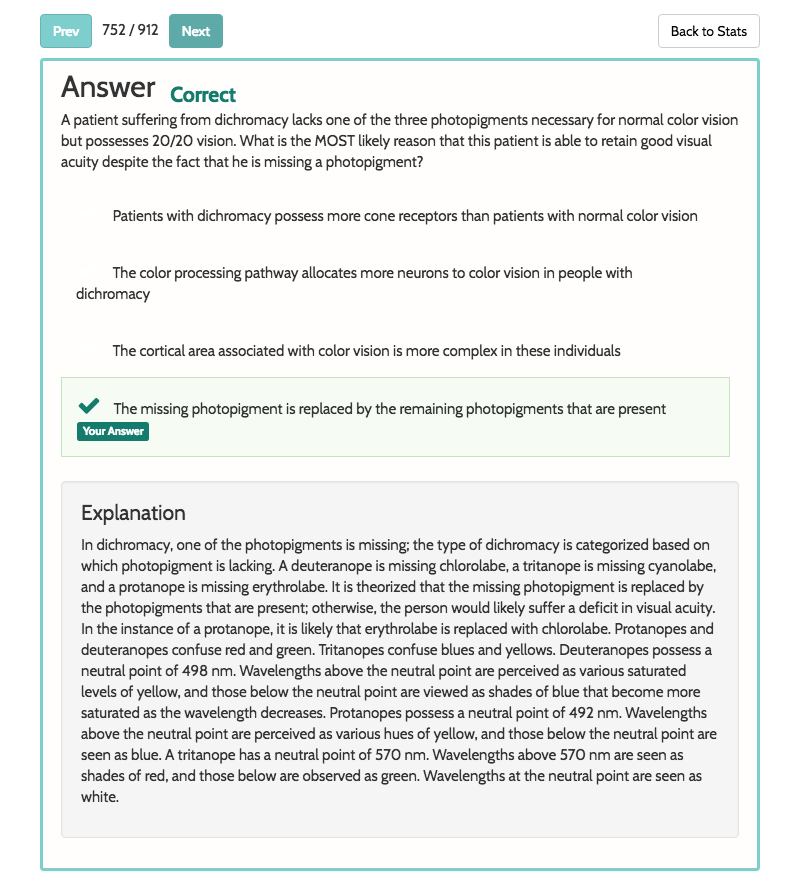 Prev 752 / 912 Next Back to Stats
Answer Correct
A patient suffering from dichromacy lacks one of the three photopigments necessary for normal color vision
but possesses 20/20 vision. What is the MOST likely reason that this patient is able to retain good visual
acuity despite the fact that he is missing a photopigment?
Patients with dichromacy possess more cone receptors than patients with normal color vision
The color processing pathway allocates more neurons to color vision in people with
dichromacy
The cortical area associated with color vision is more complex in these individuals
The missing photopigment is replaced by the remaining photopigments that are present
Your Answer
Explanation
In dichromacy, one of the photopigments is missing; the type of dichromacy is categorized based on
which photopigment is lacking. A deuteranope is missing chlorolabe, a tritanope is missing cyanolabe,
and a protanope is missing erythrolabe. It is theorized that the missing photopigment is replaced by
the photopigments that are present; otherwise, the person would likely suffer a deficit in visual acuity.
In the instance of a protanope, it is likely that erythrolabe is replaced with chlorolabe. Protanopes and
deuteranopes confuse red and green. Tritanopes confuse blues and yellows. Deuteranopes possess a
neutral point of 498 nm. Wavelengths above the neutral point are perceived as various saturated
levels of yellow, and those below the neutral point are viewed as shades of blue that become more
saturated as the wavelength decreases. Protanopes possess a neutral point of 492 nm. Wavelengths
above the neutral point are perceived as various hues of yellow, and those below the neutral point are
seen as blue. A tritanope has a neutral point of 570 nm. Wavelengths above 570 nm are seen as
shades of red, and those below are observed as green. Wavelengths at the neutral point are seen as
white.